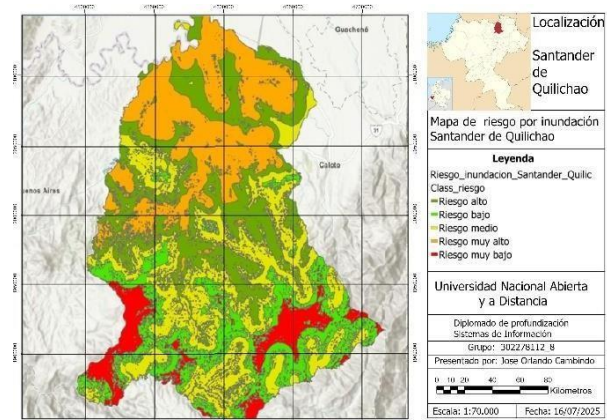 Guachené
Caloto
enos Aires
Localización
Santander
de
Quilichao
Mapa de riesgo por inundación
Santander de Quilichao
Leyenda
Riesgo_inundacion_Santander_Quilic
Class_riesgo
Riesgo alto
Riesgo bajo
Riesgo medio
Riesgo muy alto
Riesgo muy bajo
Universidad Nacional Abierta
y a Distancia
Diplomado de profundización
Sistemas de Información
Grupo: 302278112_8
Presentado por: Jose Orlando Cambindo
0 10 20 40 60 80
Kilometros
Escala: 1:70.000 Fecha: 16/07/2025